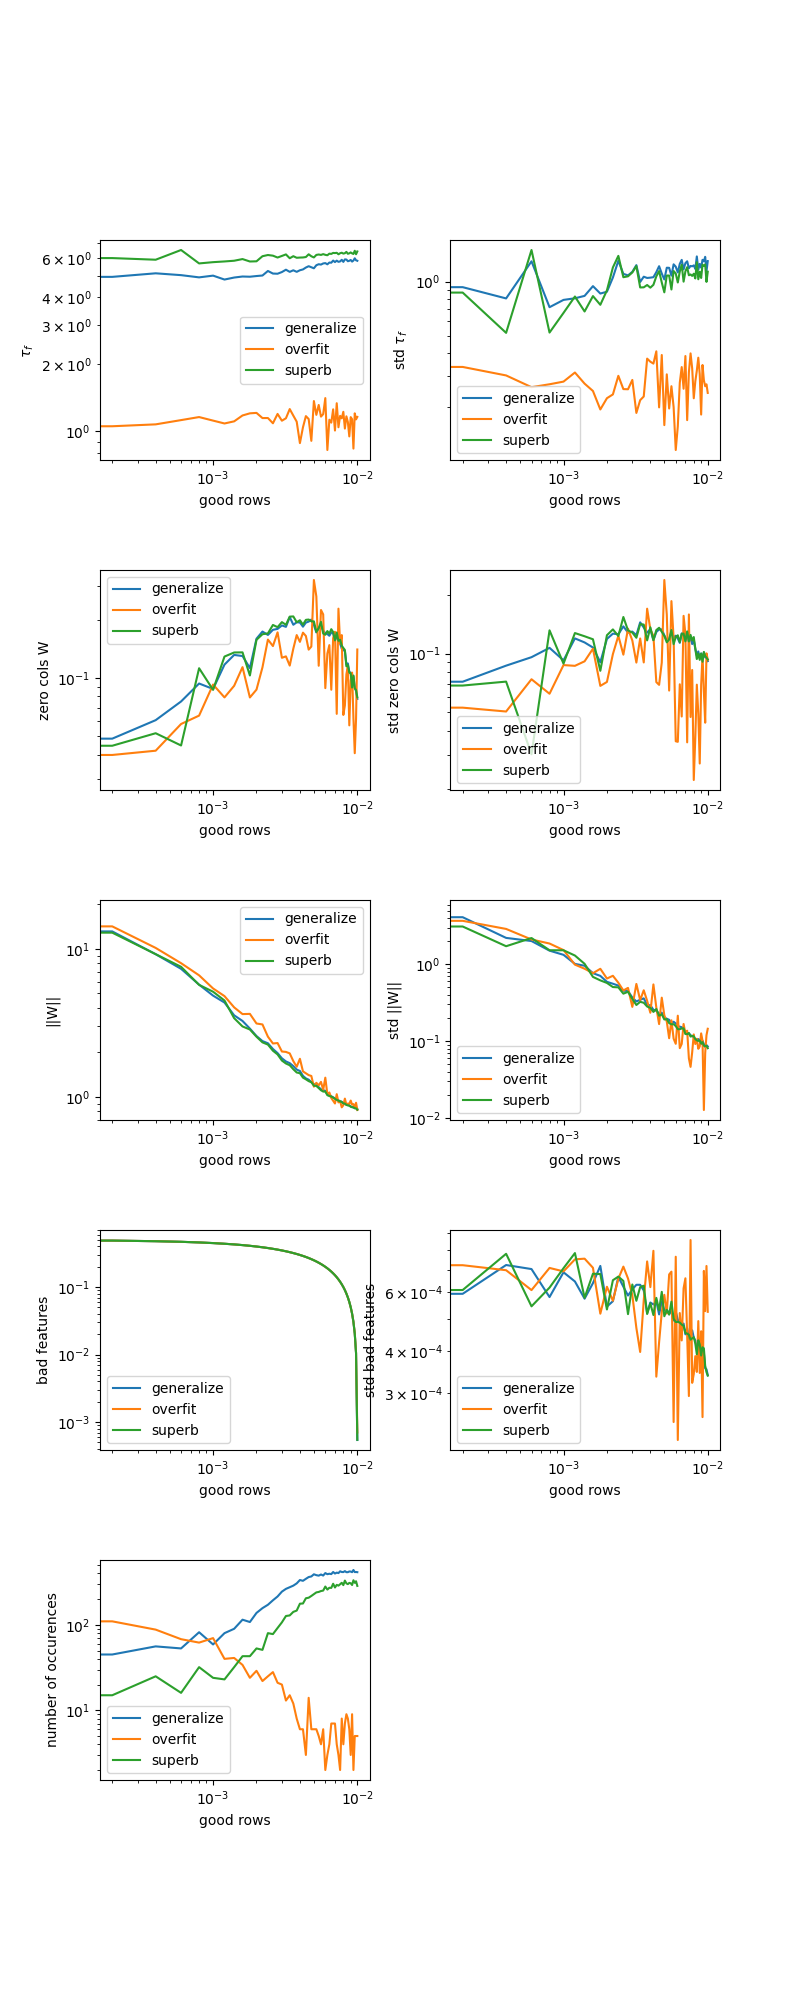 τf
6 × 10⁰
4 × 10⁰
3 × 10⁰
2 × 10⁰
10⁰
generalize
overfit
superb
10⁻³
10⁻²
good rows
std τf
10⁰
generalize
overfit
superb
10⁻³
10⁻²
good rows
zero cols W
10⁻¹
generalize
overfit
superb
10⁻³
10⁻²
good rows
std zero cols W
10⁻¹
generalize
overfit
superb
10⁻³
10⁻²
good rows
||W||
10¹
10⁰
generalize
overfit
superb
10⁻³
10⁻²
good rows
std ||W||
10⁰
10⁻¹
10⁻²
generalize
overfit
superb
10⁻³
10⁻²
good rows
bad features
10⁻¹
10⁻²
10⁻³
generalize
overfit
superb
10⁻³
10⁻²
good rows
std bad features
6 × 10⁻⁴
4 × 10⁻⁴
3 × 10⁻⁴
generalize
overfit
superb
10⁻³
10⁻²
good rows
number of occurences
10²
10¹
generalize
overfit
superb
10⁻³
10⁻²
good rows